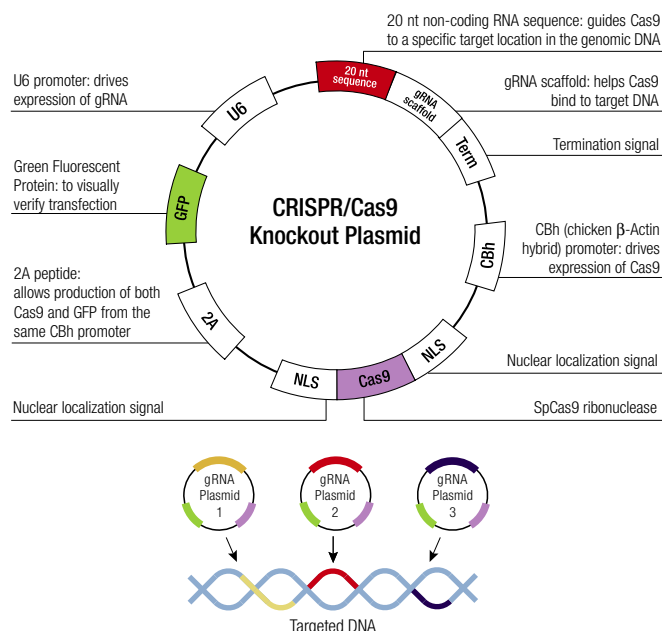 20 nt non-coding RNA sequence: guides Cas9
to a specific target location in the genomic DNA
U6 promoter: drives
expression of gRNA
20 nt
sequence
gRNA
scaffold
gRNA scaffold: helps Cas9
bind to target DNA
U6
Term
Termination signal
Green Fluorescent
Protein: to visually
verify transfection
GFP
CRISPR/Cas9
Knockout Plasmid
CBh
CBh (chicken β-Actin
hybrid) promoter: drives
expression of Cas9
2A peptide:
allows production of both
Cas9 and GFP from the
same CBh promoter
2A
NLS
Cas9
NLS
Nuclear localization signal
Nuclear localization signal
SpCas9 ribonuclease
gRNA
Plasmid
1
gRNA
Plasmid
2
gRNA
Plasmid
3
Targeted DNA